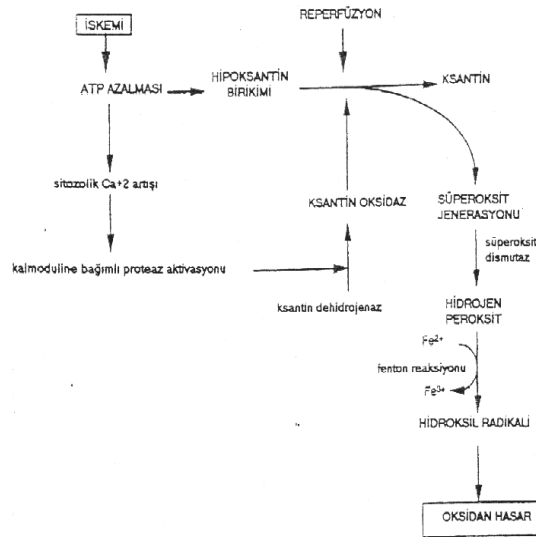 İSKEMİ
REPERFÜZYON
ATP AZALMASI
HİPOKSANTİN
BİRİKİMİ
KSANTİN
sitozolik Ca+2 artışı
KSANTİN OKSİDAZ
SÜPEROKSİT
JENERASYONU
süperoksit
dismutaz
kalmoduline bağımlı proteaz aktivasyonu
ksantin dehidrojenaz
HİDROJEN
PEROKSİT
Fe2+
fenton reaksiyonu
Fe3+
HİDROKSİL RADİKALİ
OKSİDAN HASAR